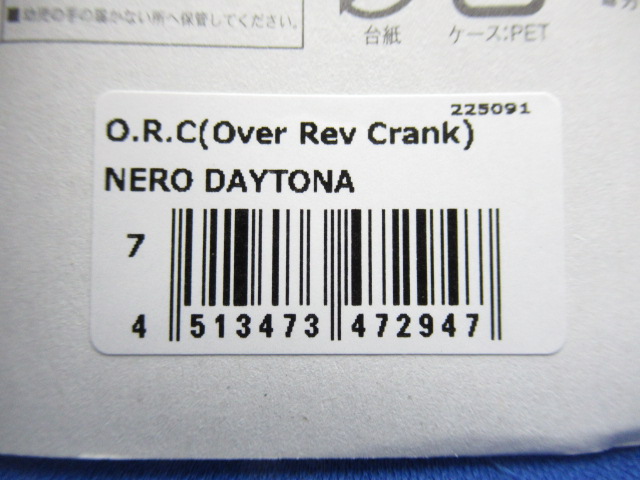 ■幼児の手の届かない所へ保管してください。
台紙
ケース:PET
225091
O.R.C(Over Rev Crank)
NERO DAYTONA
7
4 513473 472947